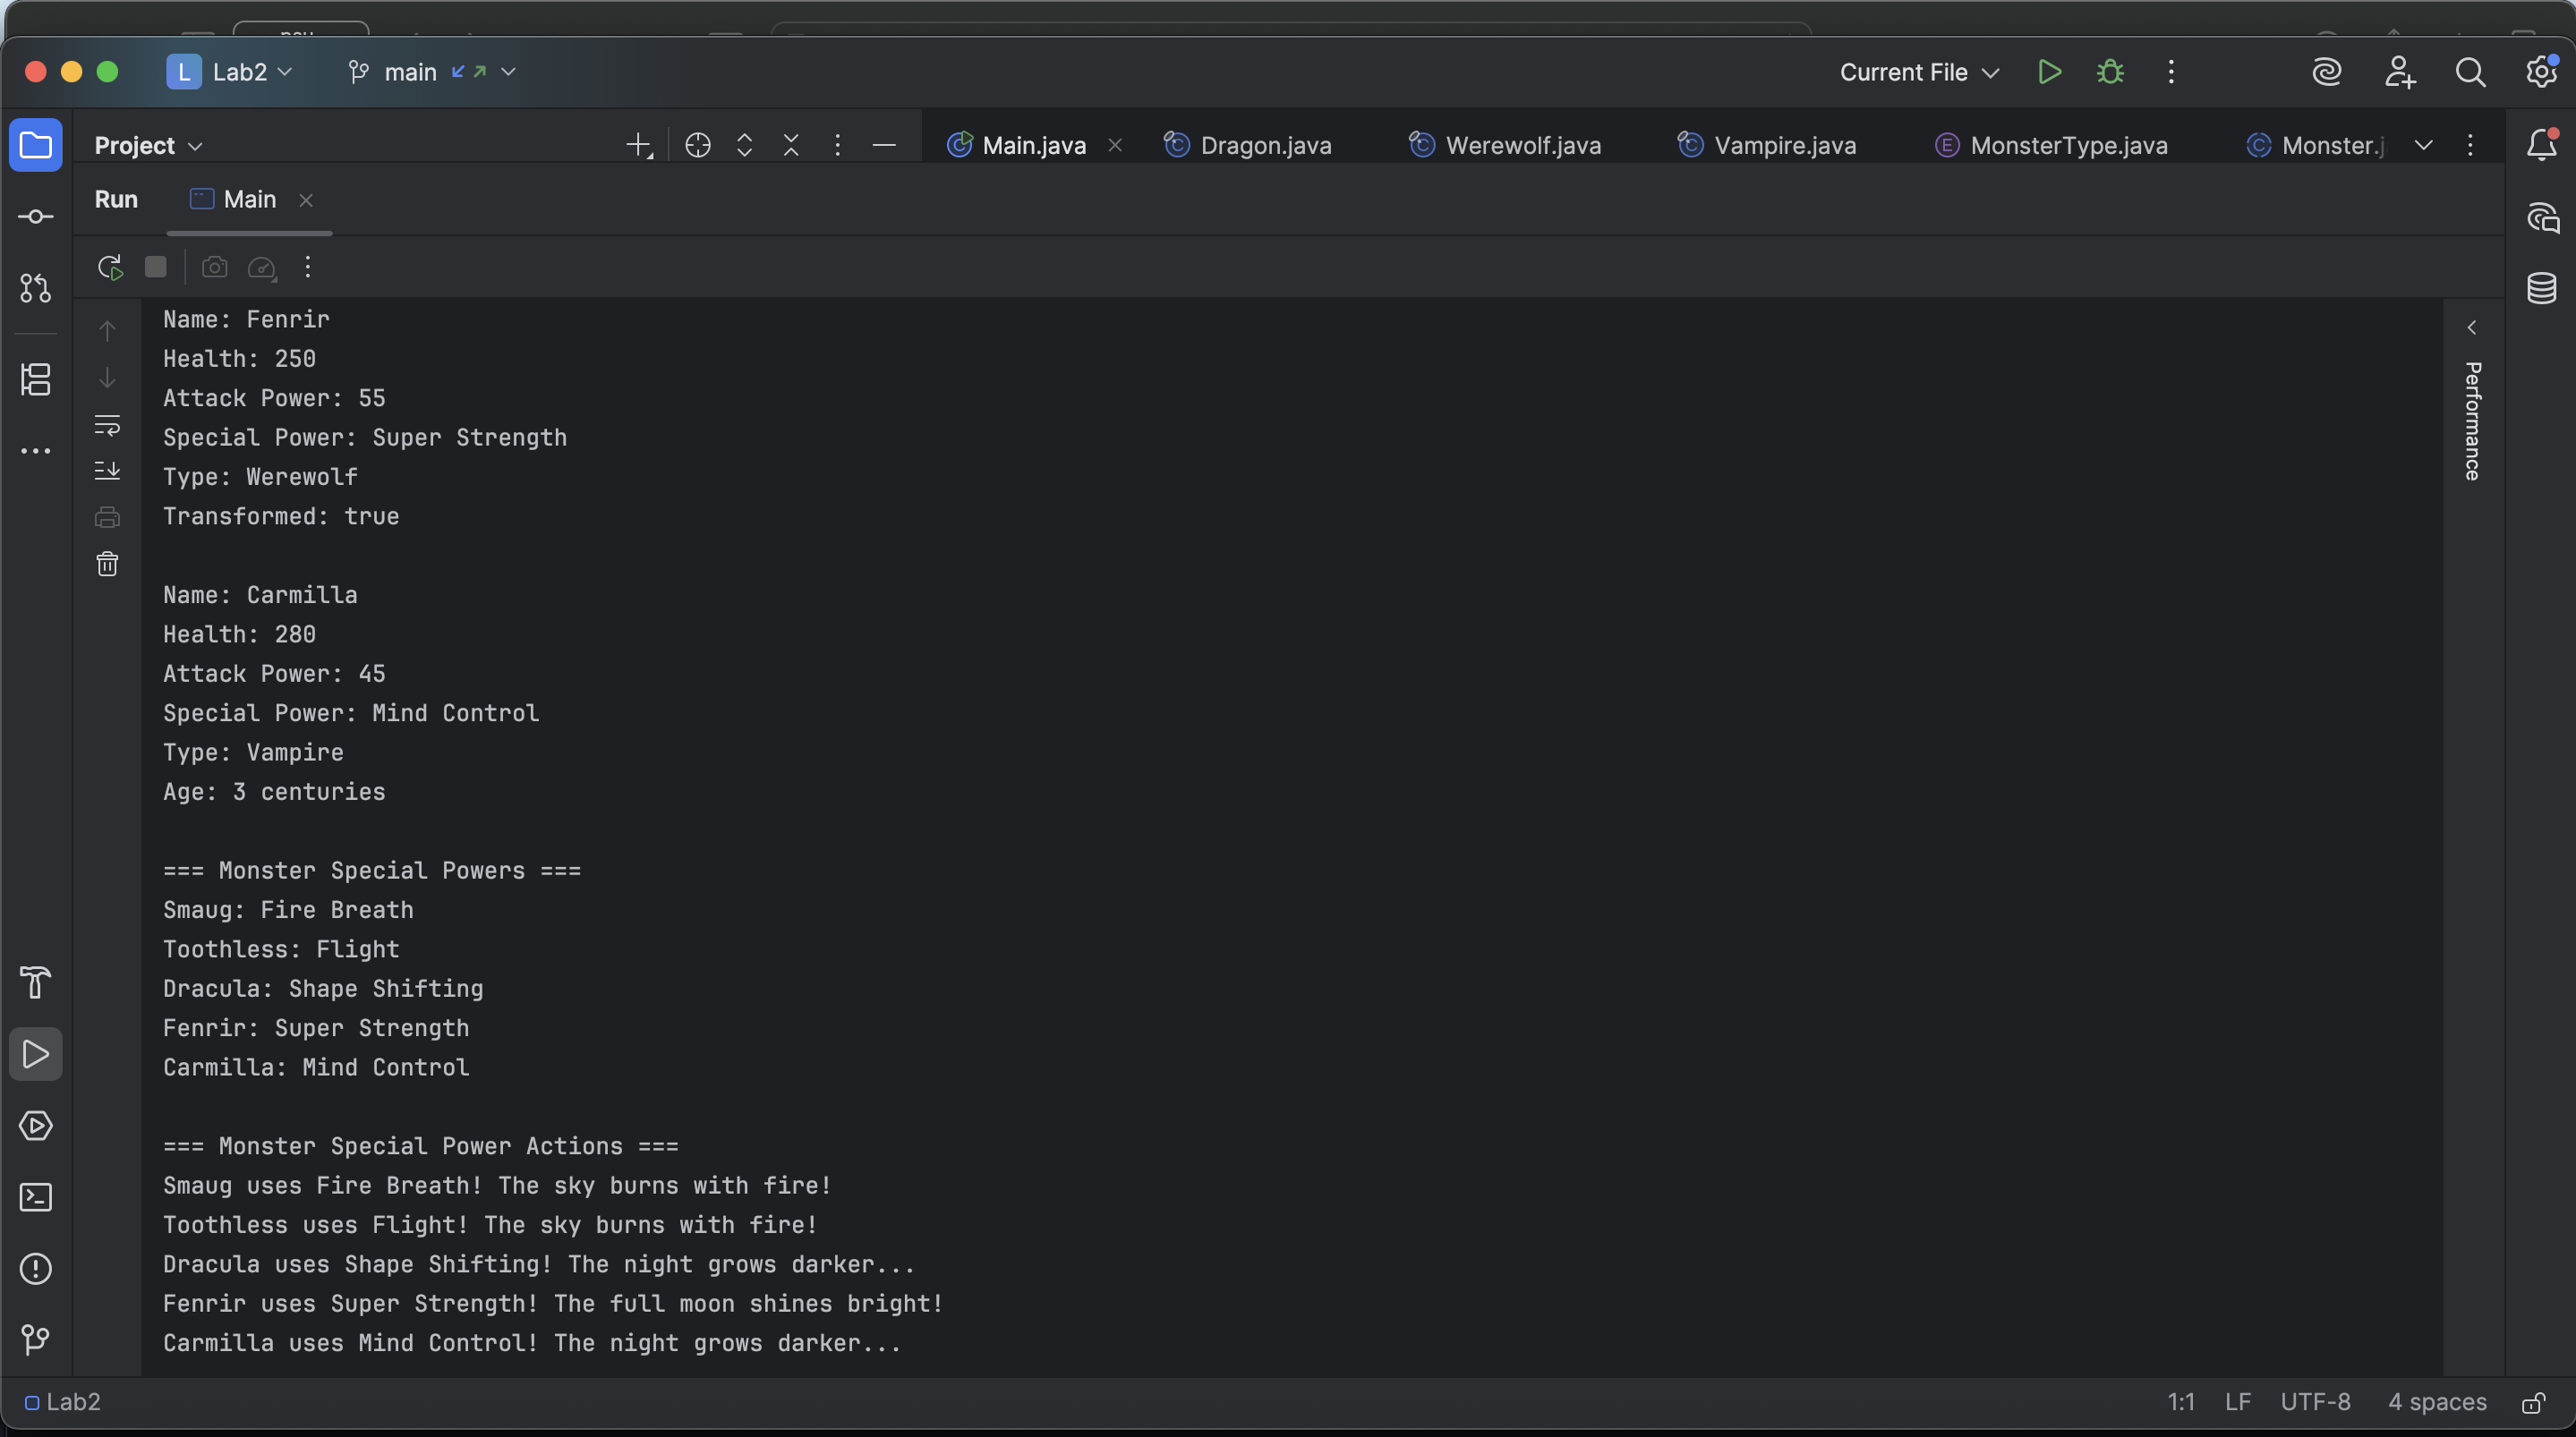 L Lab2 main Current File
Project Main.java Dragon.java Werewolf.java Vampire.java MonsterType.java Monster.j
Run Main
Name: Fenrir
Health: 250
Attack Power: 55
Special Power: Super Strength
Type: Werewolf
Transformed: true
Name: Carmilla
Health: 280
Attack Power: 45
Special Power: Mind Control
Type: Vampire
Age: 3 centuries
=== Monster Special Powers ===
Smaug: Fire Breath
Toothless: Flight
Dracula: Shape Shifting
Fenrir: Super Strength
Carmilla: Mind Control
=== Monster Special Power Actions ===
Smaug uses Fire Breath! The sky burns with fire!
Toothless uses Flight! The sky burns with fire!
Dracula uses Shape Shifting! The night grows darker...
Fenrir uses Super Strength! The full moon shines bright!
Carmilla uses Mind Control! The night grows darker...
Performance
Lab2 1:1 LF UTF-8 4 spaces